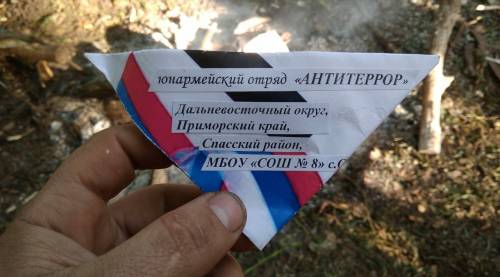 юнармейский отряд «АНТИТЕРРОР»
Дальневосточный округ,
Приморский край,
Спасский район,
МБОУ «СОШ № 8» с.С